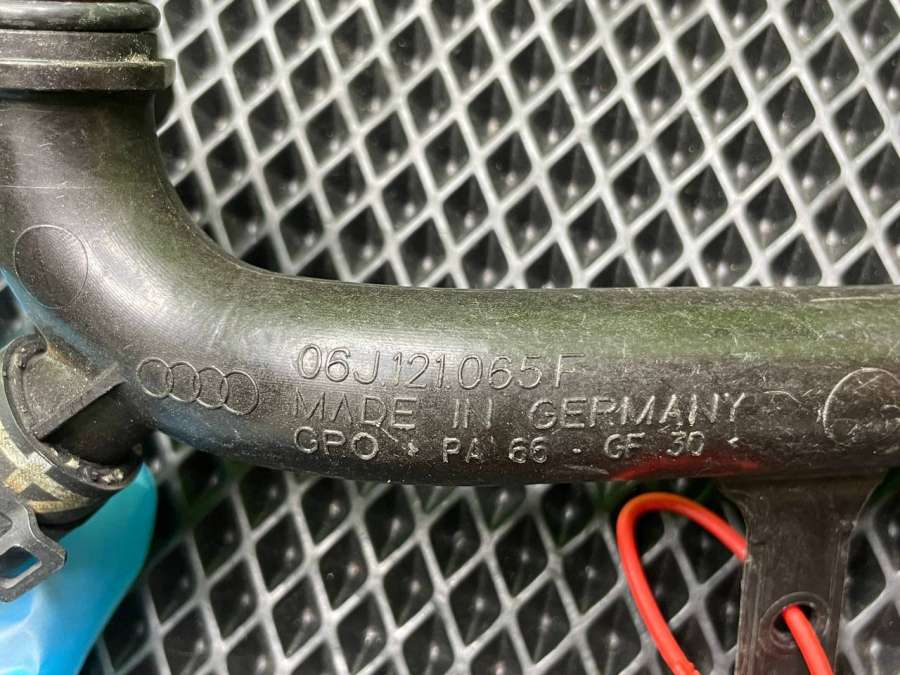 06J.121.065F
MADE IN GERMANY
GPO > PA 66 - GF 30 <